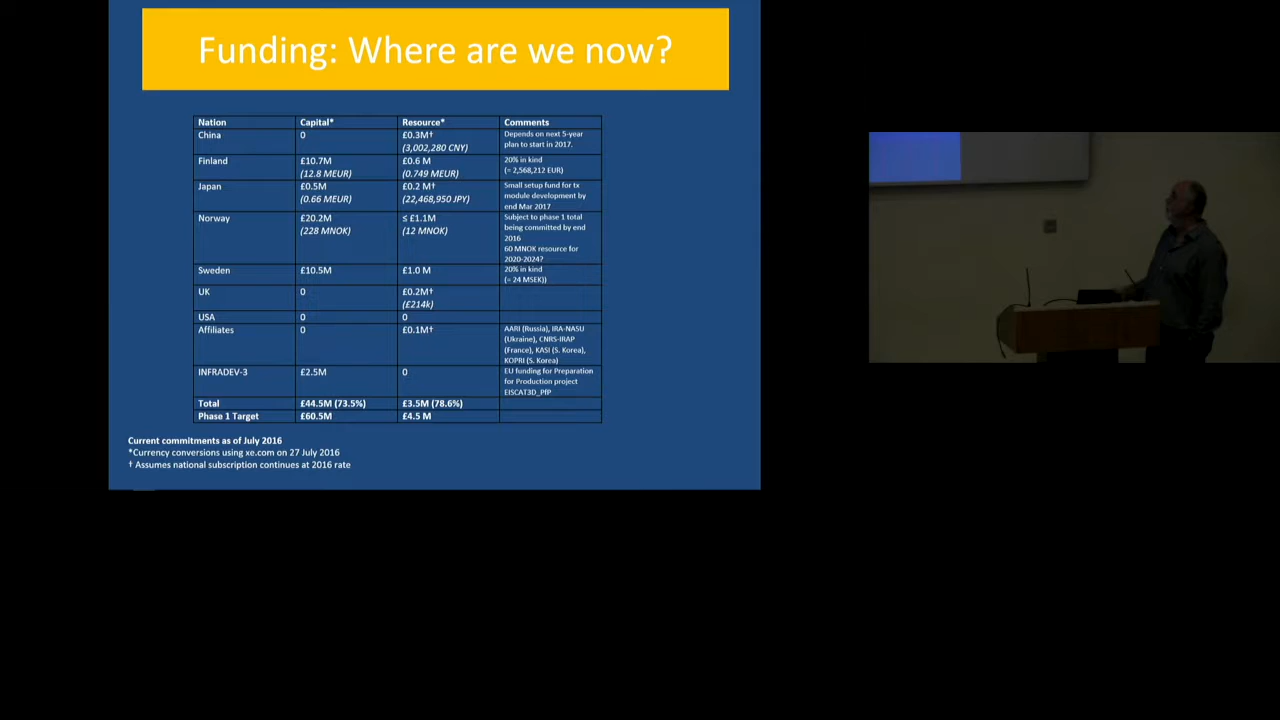 Funding: Where are we now?
Nation Capital* Resource* Comments
China 0 £0.3M† Depends on next 5-year
(3,002,280 CNY) plan to start in 2017.
Finland £10.7M £0.6 M 20% in kind
(12.8 MEUR) (0.749 MEUR) (= 2,568,212 EUR)
Japan £0.5M £0.2 M† Small setup fund for tx
(0.66 MEUR) (22,468,950 JPY) module development by
end Mar 2017
Norway £20.2M ≤ £1.1M Subject to phase 1 total
(228 MNOK) (12 MNOK) being committed by end
2016
60 MNOK resource for
2020-2024?
Sweden £10.5M £1.0 M 20% in kind
(= 24 MSEK))
UK 0 £0.2M†
(£214k)
USA 0 0
Affiliates 0 £0.1M† AARI (Russia), IRA-NASU
(Ukraine), CNRS-IRAP
(France), KASI (S. Korea),
KOPRI (S. Korea)
INFRADEV-3 £2.5M 0 EU funding for Preparation
for Production project
EISCAT3D_PfP
Total £44.5M (73.5%) £3.5M (78.6%)
Phase 1 Target £60.5M £4.5 M
Current commitments as of July 2016
*Currency conversions using xe.com on 27 July 2016
† Assumes national subscription continues at 2016 rate